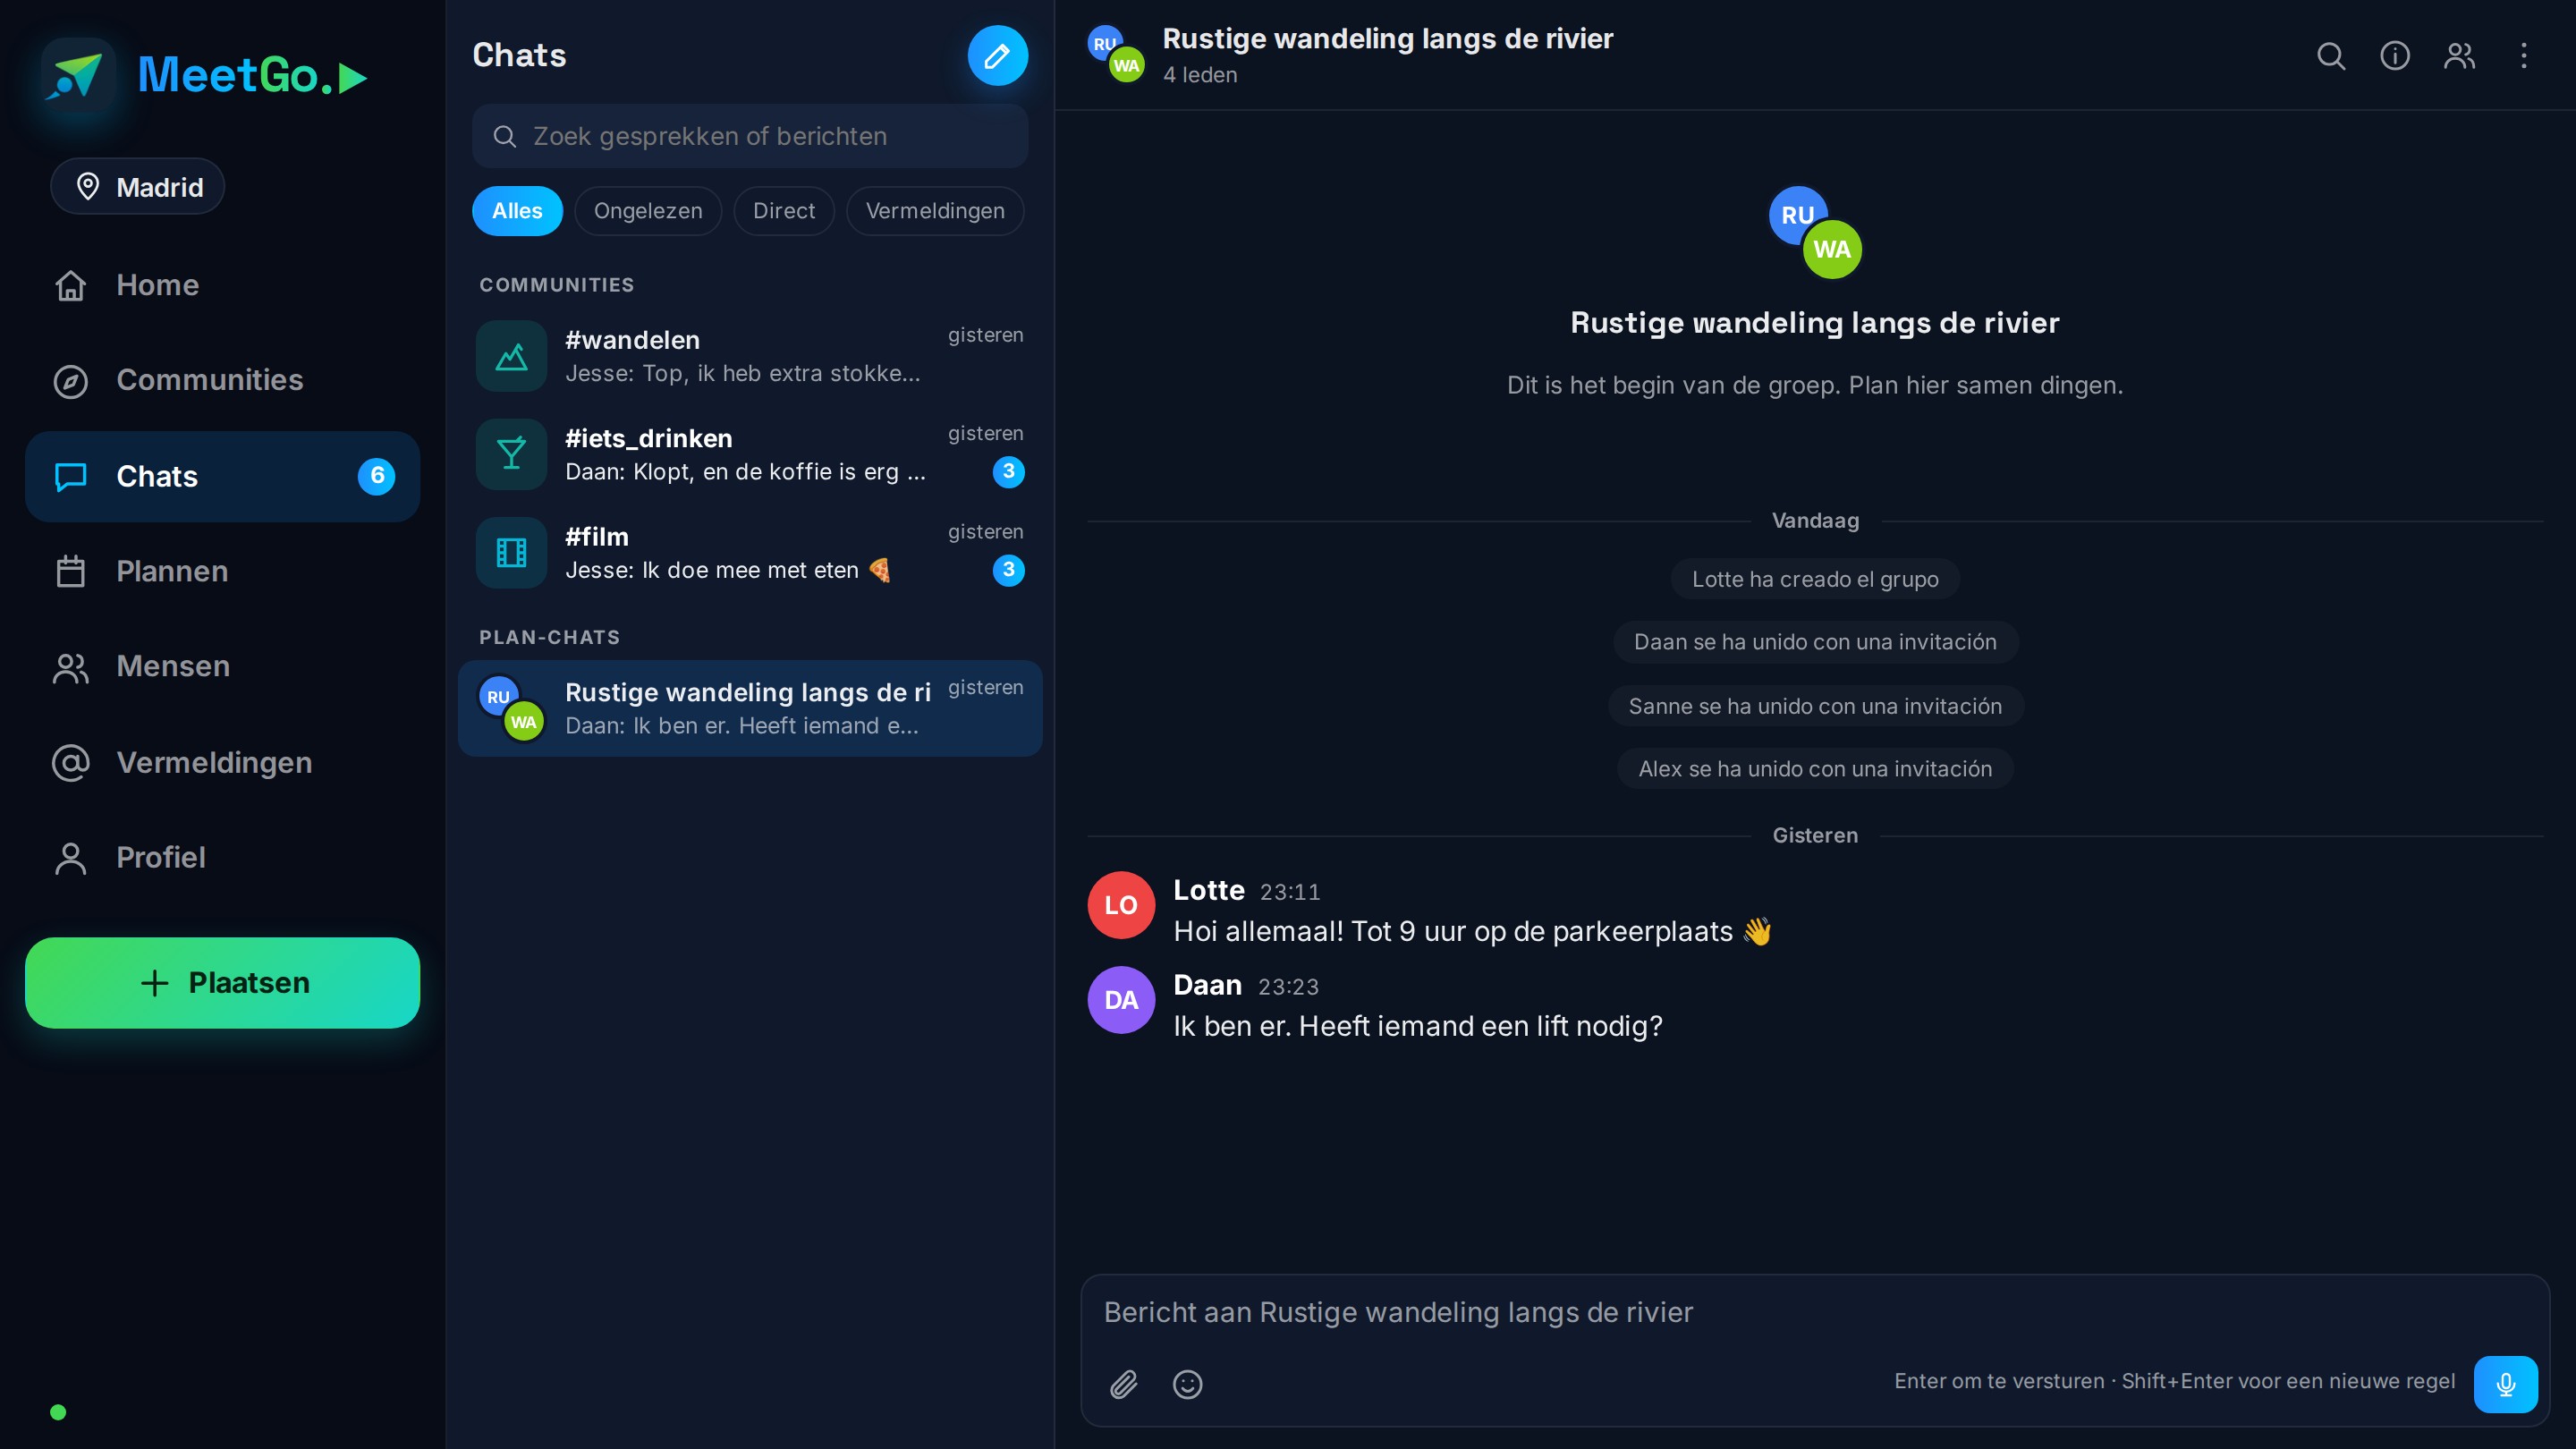 MeetGo.
Madrid
Home
Communities
Chats
6
Plannen
Mensen
Vermeldingen
Profiel
Plaatsen
Chats
Zoek gesprekken of berichten
Alles
Ongelezen
Direct
Vermeldingen
COMMUNITIES
#wandelen
gisteren
Jesse: Top, ik heb extra stokke...
#iets_drinken
gisteren
Daan: Klopt, en de koffie is erg ...
3
#film
gisteren
Jesse: Ik doe mee met eten 🍕
3
PLAN-CHATS
RU
WA
Rustige wandeling langs de ri
gisteren
Daan: Ik ben er. Heeft iemand e...
RU
WA
Rustige wandeling langs de rivier
4 leden
RU
WA
Rustige wandeling langs de rivier
Dit is het begin van de groep. Plan hier samen dingen.
Vandaag
Lotte ha creado el grupo
Daan se ha unido con una invitación
Sanne se ha unido con una invitación
Alex se ha unido con una invitación
Gisteren
LO
Lotte 23:11
Hoi allemaal! Tot 9 uur op de parkeerplaats 👋
DA
Daan 23:23
Ik ben er. Heeft iemand een lift nodig?
Bericht aan Rustige wandeling langs de rivier
Enter om te versturen · Shift+Enter voor een nieuwe regel